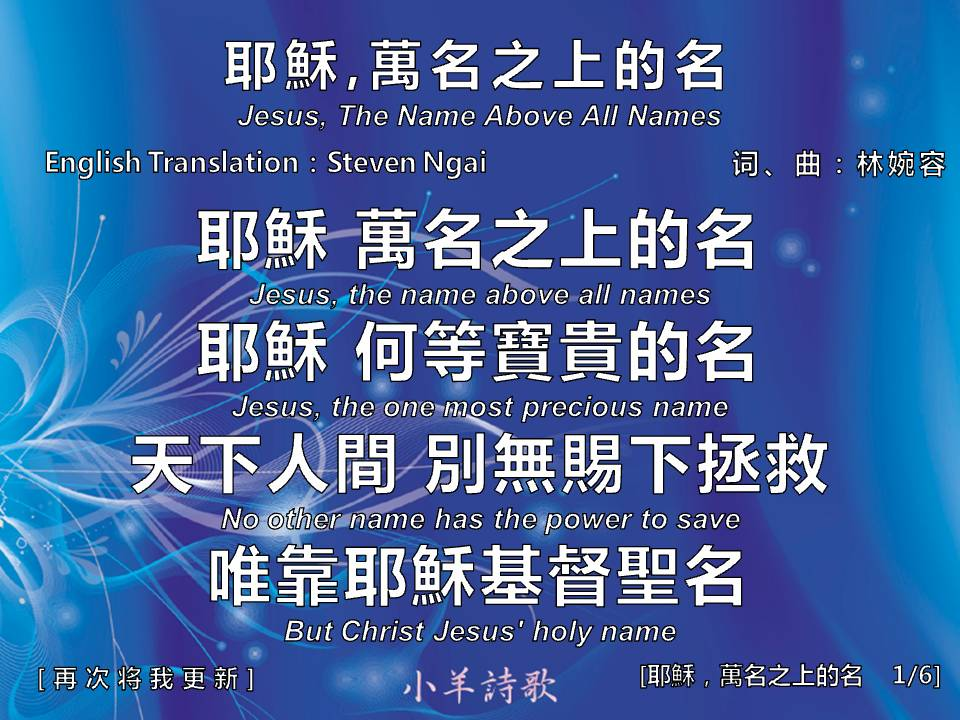 耶穌,萬名之上的名
Jesus, The Name Above All Names
English Translation：Steven Ngai
词、曲：林婉容
耶穌 萬名之上的名
Jesus, the name above all names
耶穌 何等寶貴的名
Jesus, the one most precious name
天下人間 別無賜下拯救
No other name has the power to save
唯靠耶穌基督聖名
But Christ Jesus' holy name
[再次将我更新]
小羊詩歌
[耶穌，萬名之上的名 1/6]